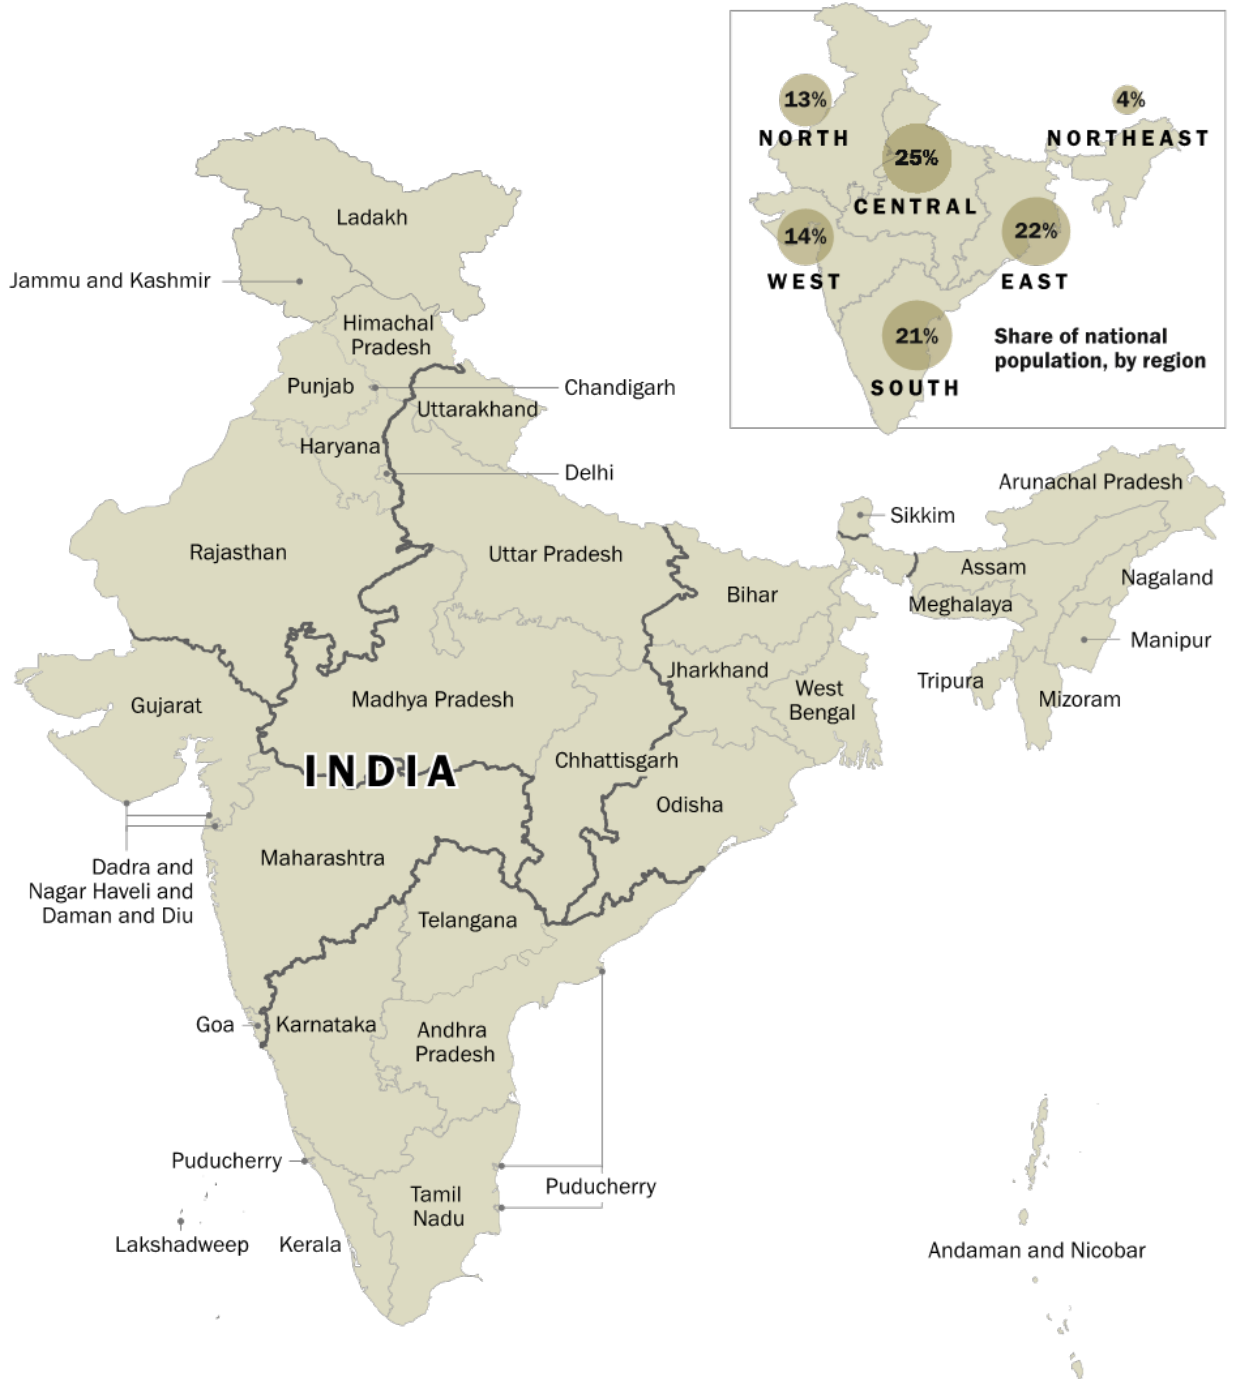 13%
NORTH
4%
NORTHEAST
25%
CENTRAL
14%
WEST
22%
EAST
21%
SOUTH
Share of national
population, by region
Ladakh
Jammu and Kashmir
Himachal
Pradesh
Punjab
Chandigarh
Uttarakhand
Haryana
Delhi
Arunachal Pradesh
Sikkim
Rajasthan
Uttar Pradesh
Assam
Nagaland
Bihar
Meghalaya
Manipur
Jharkhand
Tripura
Mizoram
West
Bengal
Gujarat
Madhya Pradesh
Chhattisgarh
INDIA
Odisha
Maharashtra
Dadra and
Nagar Haveli and
Daman and Diu
Telangana
Goa
Karnataka
Andhra
Pradesh
Puducherry
Puducherry
Tamil
Nadu
Lakshadweep
Kerala
Andaman and Nicobar